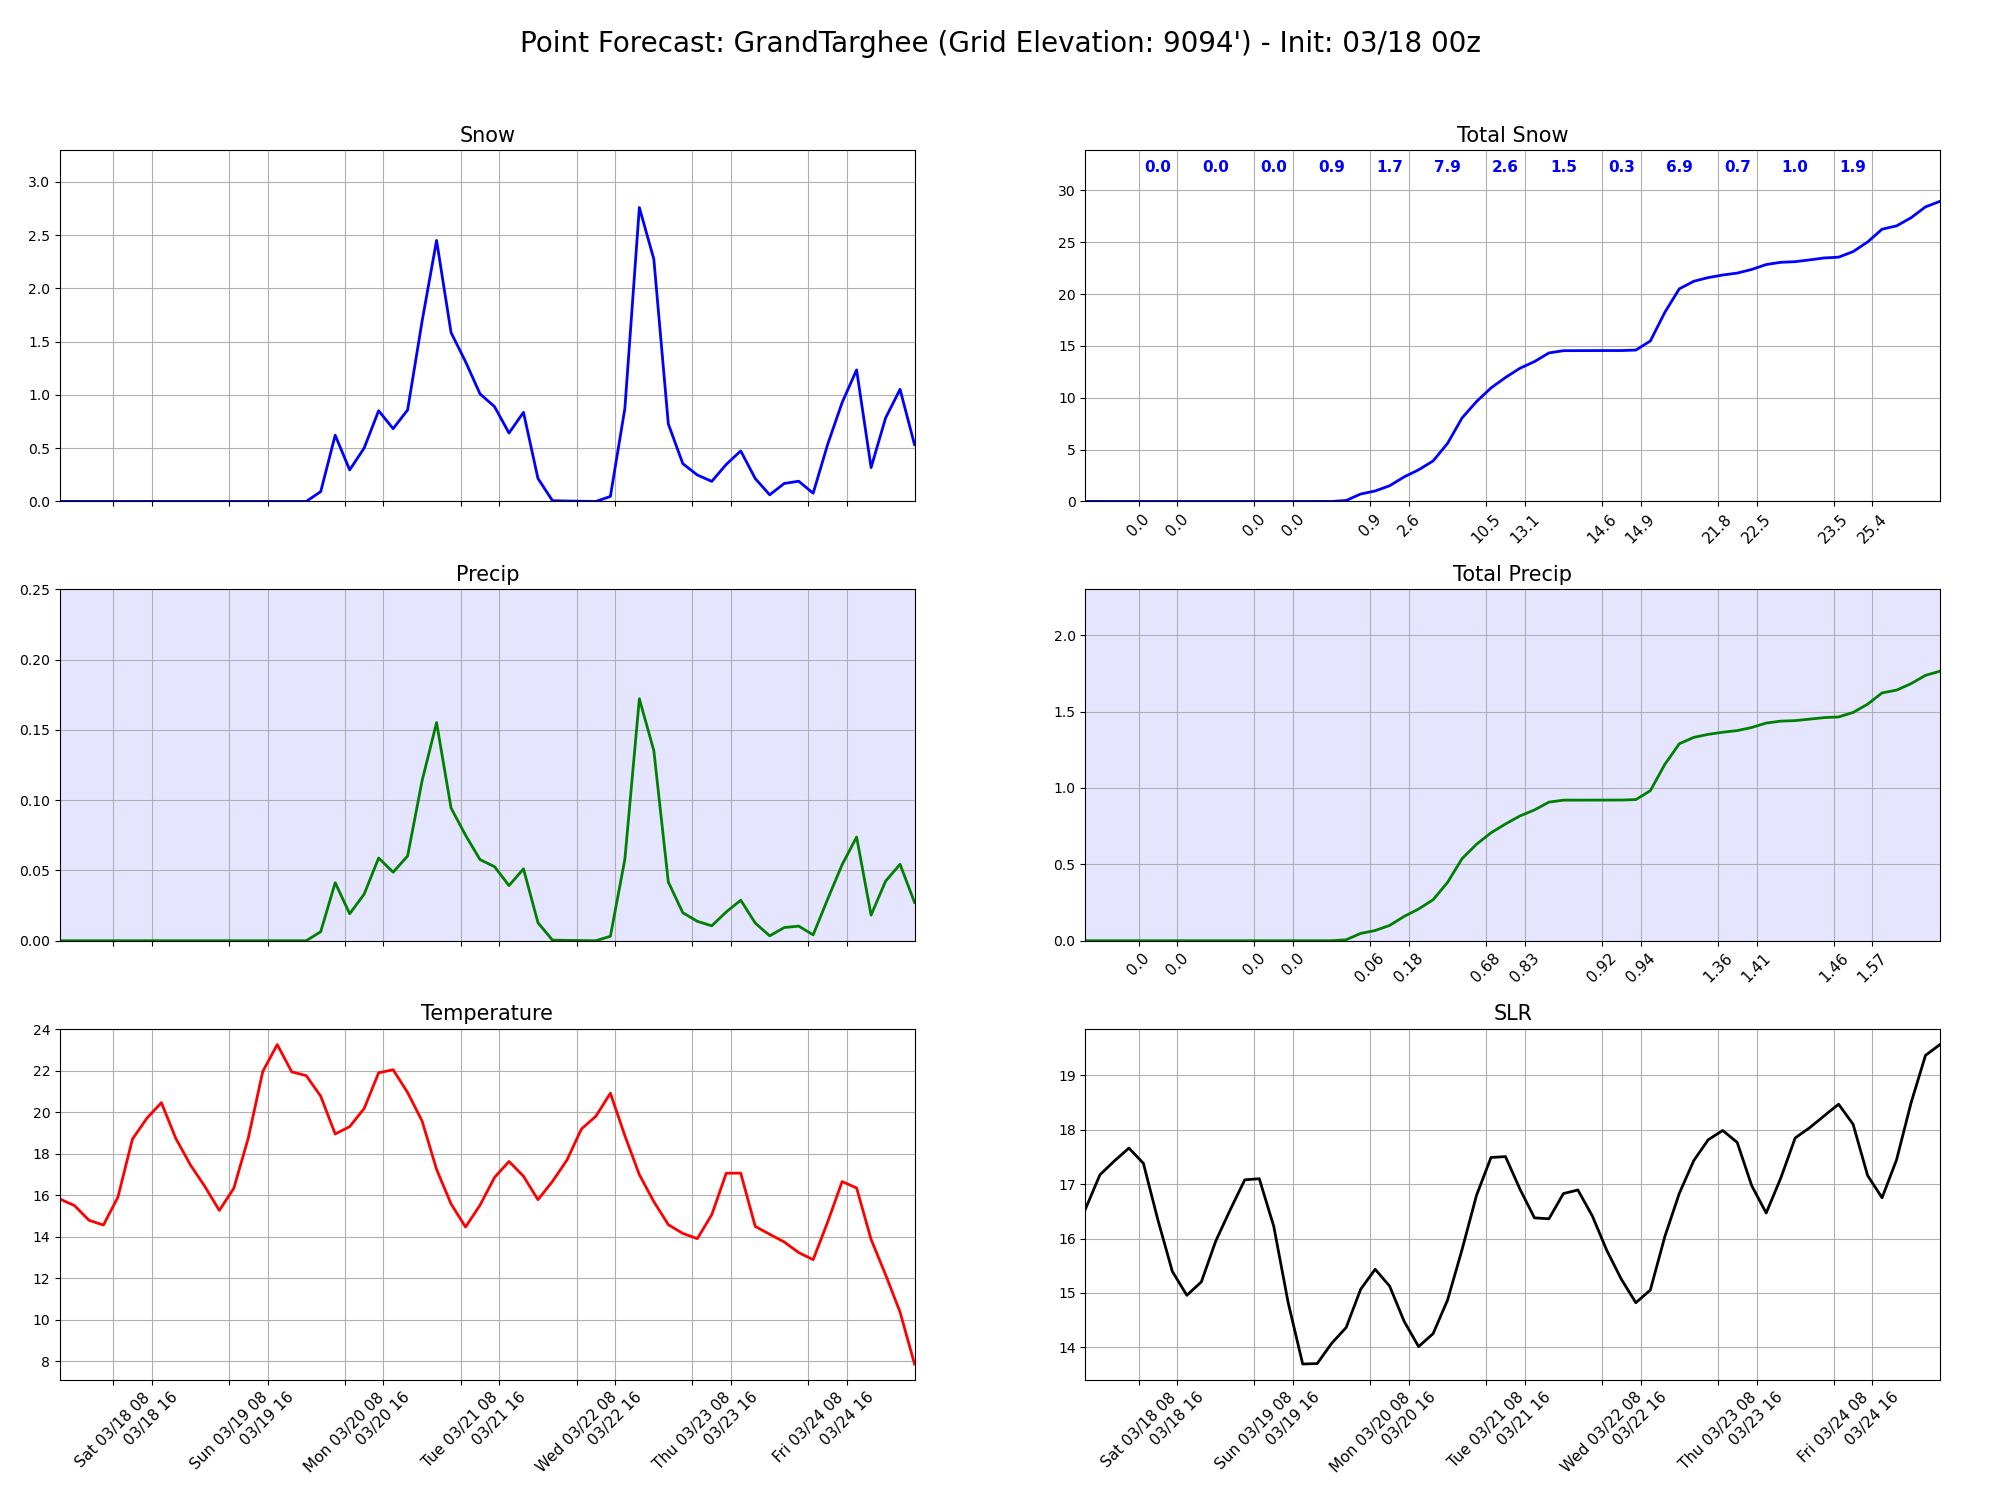 Point Forecast: GrandTarghee (Grid Elevation: 9094') - Init: 03/18 00z
Snow
3.0
2.5
2.0
1.5
1.0
0.5
0.0
Total Snow
0.0 0.0 0.0 0.9 1.7 7.9 2.6 1.5 0.3 6.9 0.7 1.0 1.9
30
25
20
15
10
5
0
0.0 0.0 0.0 0.0 0.9 2.6 10.5 13.1 14.6 14.9 21.8 22.5 23.5 25.4
Precip
0.25
0.20
0.15
0.10
0.05
0.00
Total Precip
2.0
1.5
1.0
0.5
0.0
0.0 0.0 0.0 0.0 0.06 0.18 0.68 0.83 0.92 0.94 1.36 1.41 1.46 1.57
Temperature
24
22
20
18
16
14
12
10
8
Sat 03/18 08
03/18 16
Sun 03/19 08
03/19 16
Mon 03/20 08
03/20 16
Tue 03/21 08
03/21 16
Wed 03/22 08
03/22 16
Thu 03/23 08
03/23 16
Fri 03/24 08
03/24 16
SLR
19
18
17
16
15
14
Sat 03/18 08
03/18 16
Sun 03/19 08
03/19 16
Mon 03/20 08
03/20 16
Tue 03/21 08
03/21 16
Wed 03/22 08
03/22 16
Thu 03/23 08
03/23 16
Fri 03/24 08
03/24 16